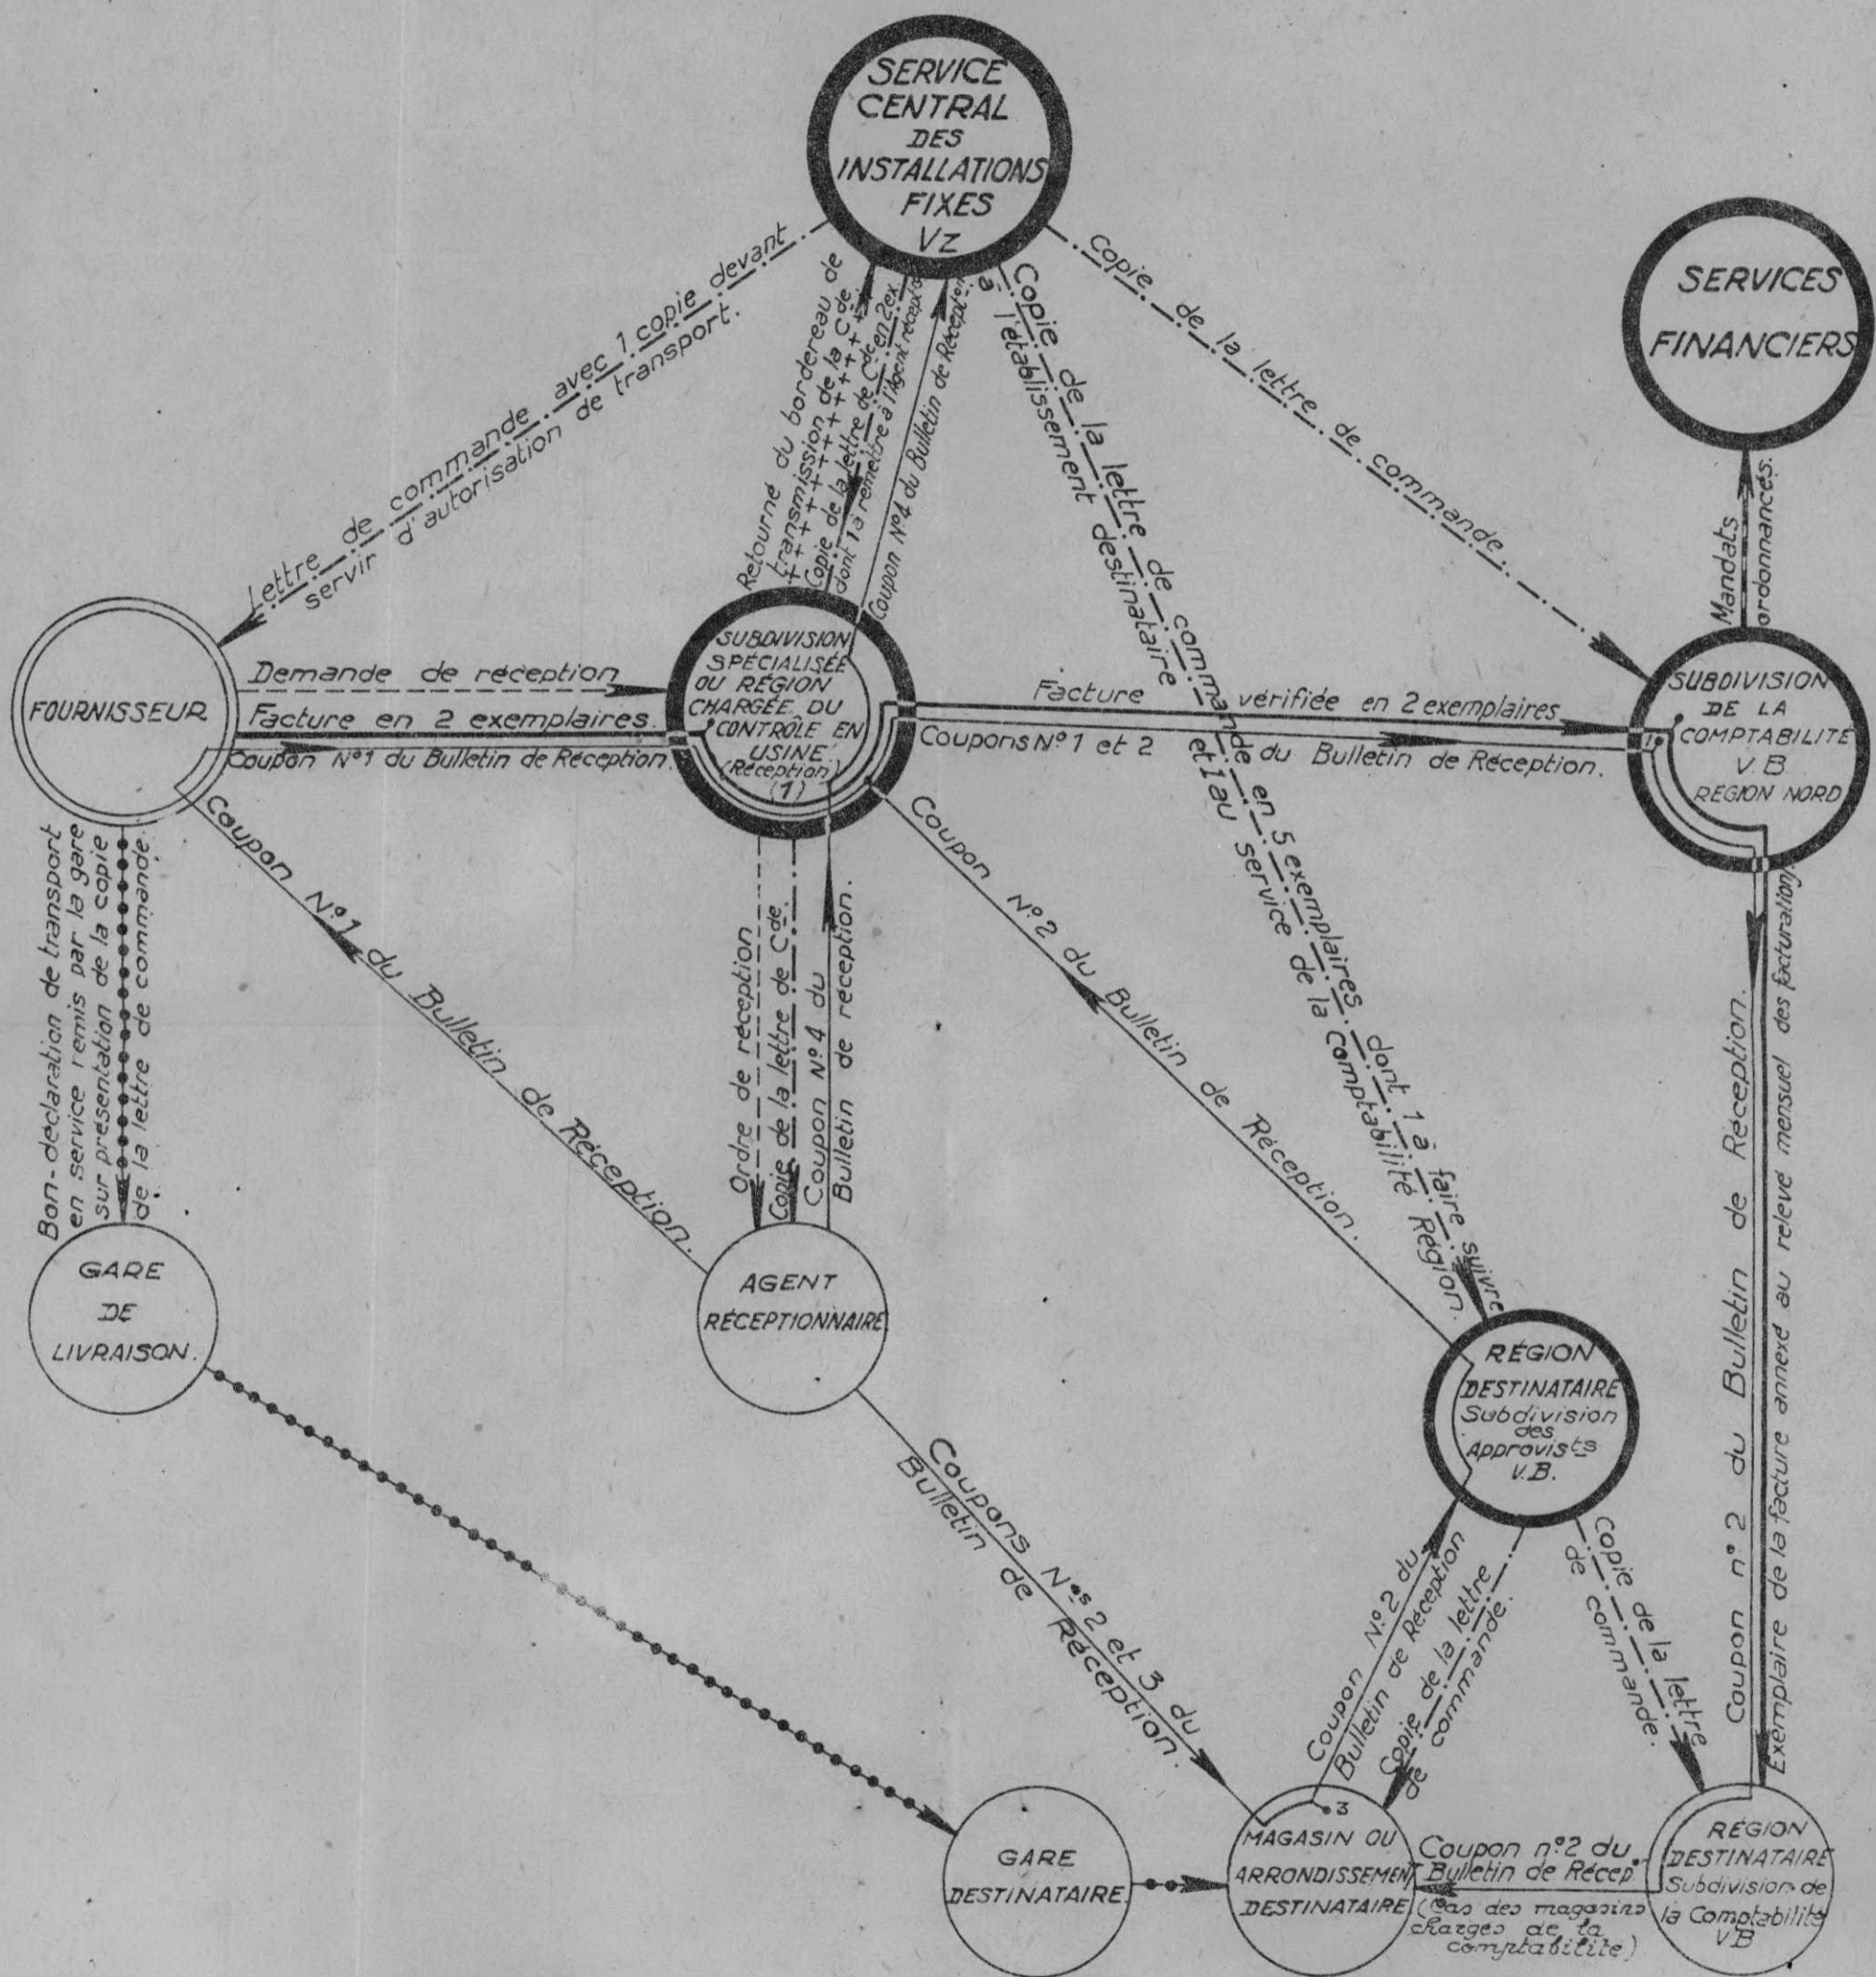 SERVICE
CENTRAL
DES
INSTALLATIONS
FIXES
VZ
SERVICES
FINANCIERS
Lettre de commande avec 1 copie devant
servir d'autorisation de transport.
Retourné du bordereau de
transmission de la Cde
Copie de la lettre de Cde en 2 ex.
dont 1 à remettre à l'Agent
Coupon Nº4 du Bulletin de Récept
Copie de la lettre de commande en 5 exemplaires dont 1 à faire suivre
à l'établissement destinataire et 1 au service de la Comptabilité Région.
Copie de la lettre de commande
Mandats
ordonnancés.
FOURNISSEUR
Demande de réception
Facture en 2 exemplaires.
Coupon Nº1 du Bulletin de Réception.
SUBDIVISION
SPÉCIALISÉE
OU RÉGION
CHARGÉE DU
CONTRÔLE EN
USINE
(Réception)
(1)
Facture vérifiée en 2 exemplaires
Coupons Nº 1 et 2 du Bulletin de Réception.
SUBDIVISION
DE LA
COMPTABILITÉ
V.B.
RÉGION NORD
1
Bon-déclaration de transport
en service remis par la gare
sur présentation de la copie
de la lettre de commande.
Coupon Nº1 du Bulletin de Réception.
Ordre de réception
Copie de la lettre de Cde.
Coupon Nº 4 du
Bulletin de réception.
Coupon Nº2 du Bulletin de Réception.
Coupon nº 2 du Bulletin de Réception.
Exemplaire de la facture annexé au relevé mensuel des facturations
GARE
DE
LIVRAISON.
AGENT
RÉCEPTIONNAIRE
RÉGION
DESTINATAIRE
Subdivision
des
Approvists
V.B.
Coupons Nos 2 et 3 du
Bulletin de Réception.
Coupon Nº2 du
Bulletin de Réception
Copie de la lettre
de commande.
Copie de la lettre
de commande.
GARE
DESTINATAIRE
3
MAGASIN OU
ARRONDISSEMENT
DESTINATAIRE
Coupon nº2 du
Bulletin de Récep.
(Cas des magasins
chargés de la
comptabilité)
RÉGION
DESTINATAIRE
Subdivision de
la Comptabilité
VB